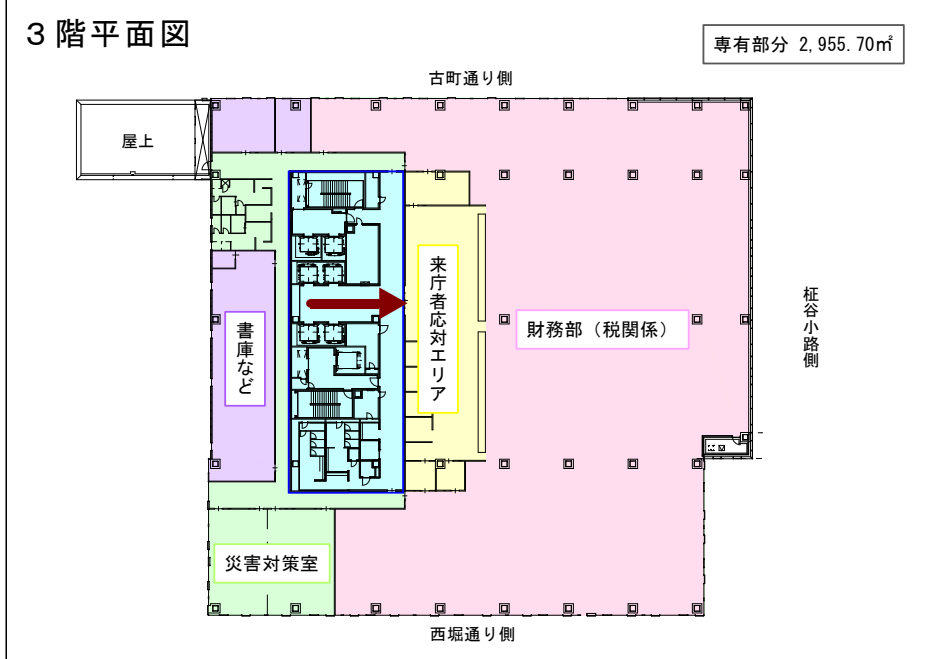 ３階平面図
専有部分 2,955.70㎡
古町通り側
屋上
来庁者応対エリア
書庫など
財務部（税関係）
柾谷小路側
災害対策室
西堀通り側